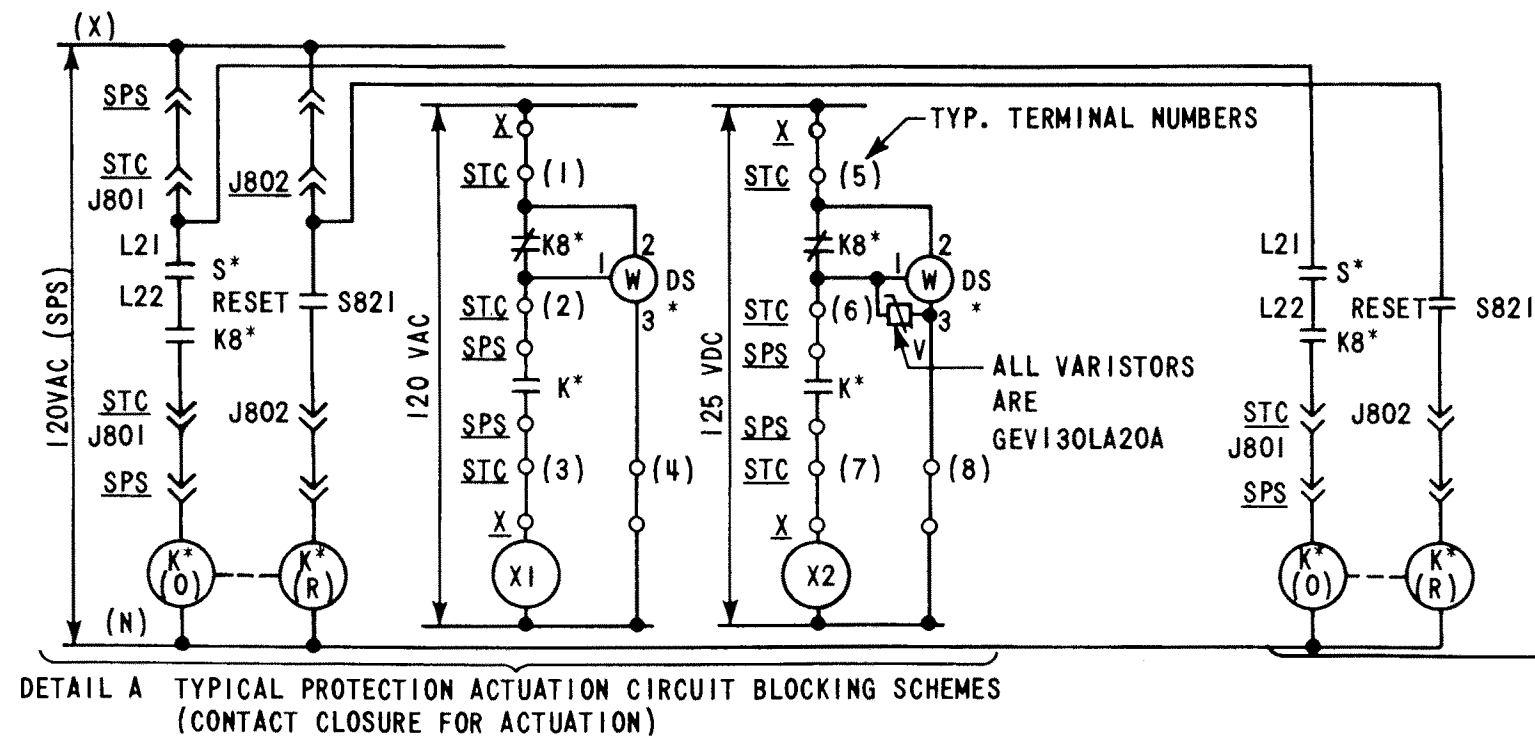 (X)
SPS
STC
J801
J802
L21
S*
L22
RESET
S821
K8*
STC
J801
J802
SPS
K*
(O)
K*
(R)
(N)
120VAC (SPS)
120 VAC
X
STC (1)
K8*
2
1
W
DS
*
3
STC (2)
SPS
K*
SPS
STC (3)
(4)
X
X1
125 VDC
X
STC (5)
TYP. TERMINAL NUMBERS
K8*
2
1
W
DS
*
3
STC (6)
V
SPS
K*
SPS
STC (7)
(8)
X
X2
ALL VARISTORS
ARE
GEV130LA20A
L21
S*
L22
RESET
S821
K8*
STC
J801
J802
SPS
K*
(O)
K*
(R)
DETAIL A TYPICAL PROTECTION ACTUATION CIRCUIT BLOCKING SCHEMES
(CONTACT CLOSURE FOR ACTUATION)